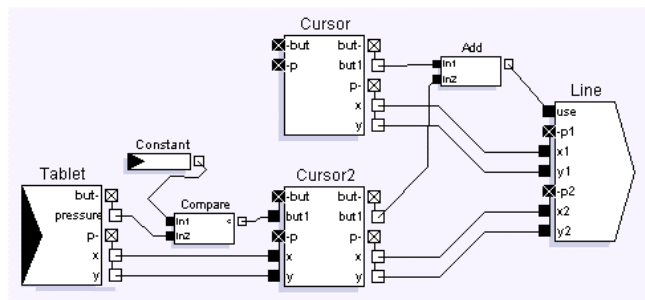 Cursor
-but but-
-p but1
p-
x
y
Add
In1
In2
Line
use
-p1
x1
y1
-p2
x2
y2
Constant
Tablet
but-
pressure
p-
x
y
Compare
In1 <
In2
Cursor2
-but but-
but1 but1
-p p-
x x
y y